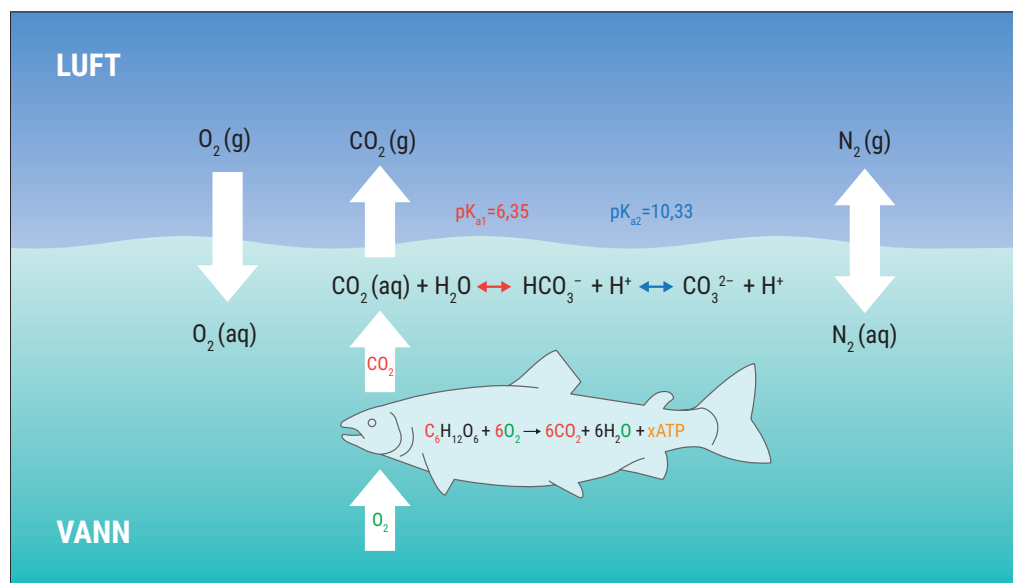 LUFT
O₂ (g)
CO₂ (g)
N₂ (g)
pKₐ₁=6,35
pKₐ₂=10,33
CO₂ (aq) + H₂O ↔ HCO₃⁻ + H⁺ ↔ CO₃²⁻ + H⁺
O₂ (aq)
N₂ (aq)
CO₂
C₆H₁₂O₆ + 6O₂ → 6CO₂ + 6H₂O + xATP
O₂
VANN